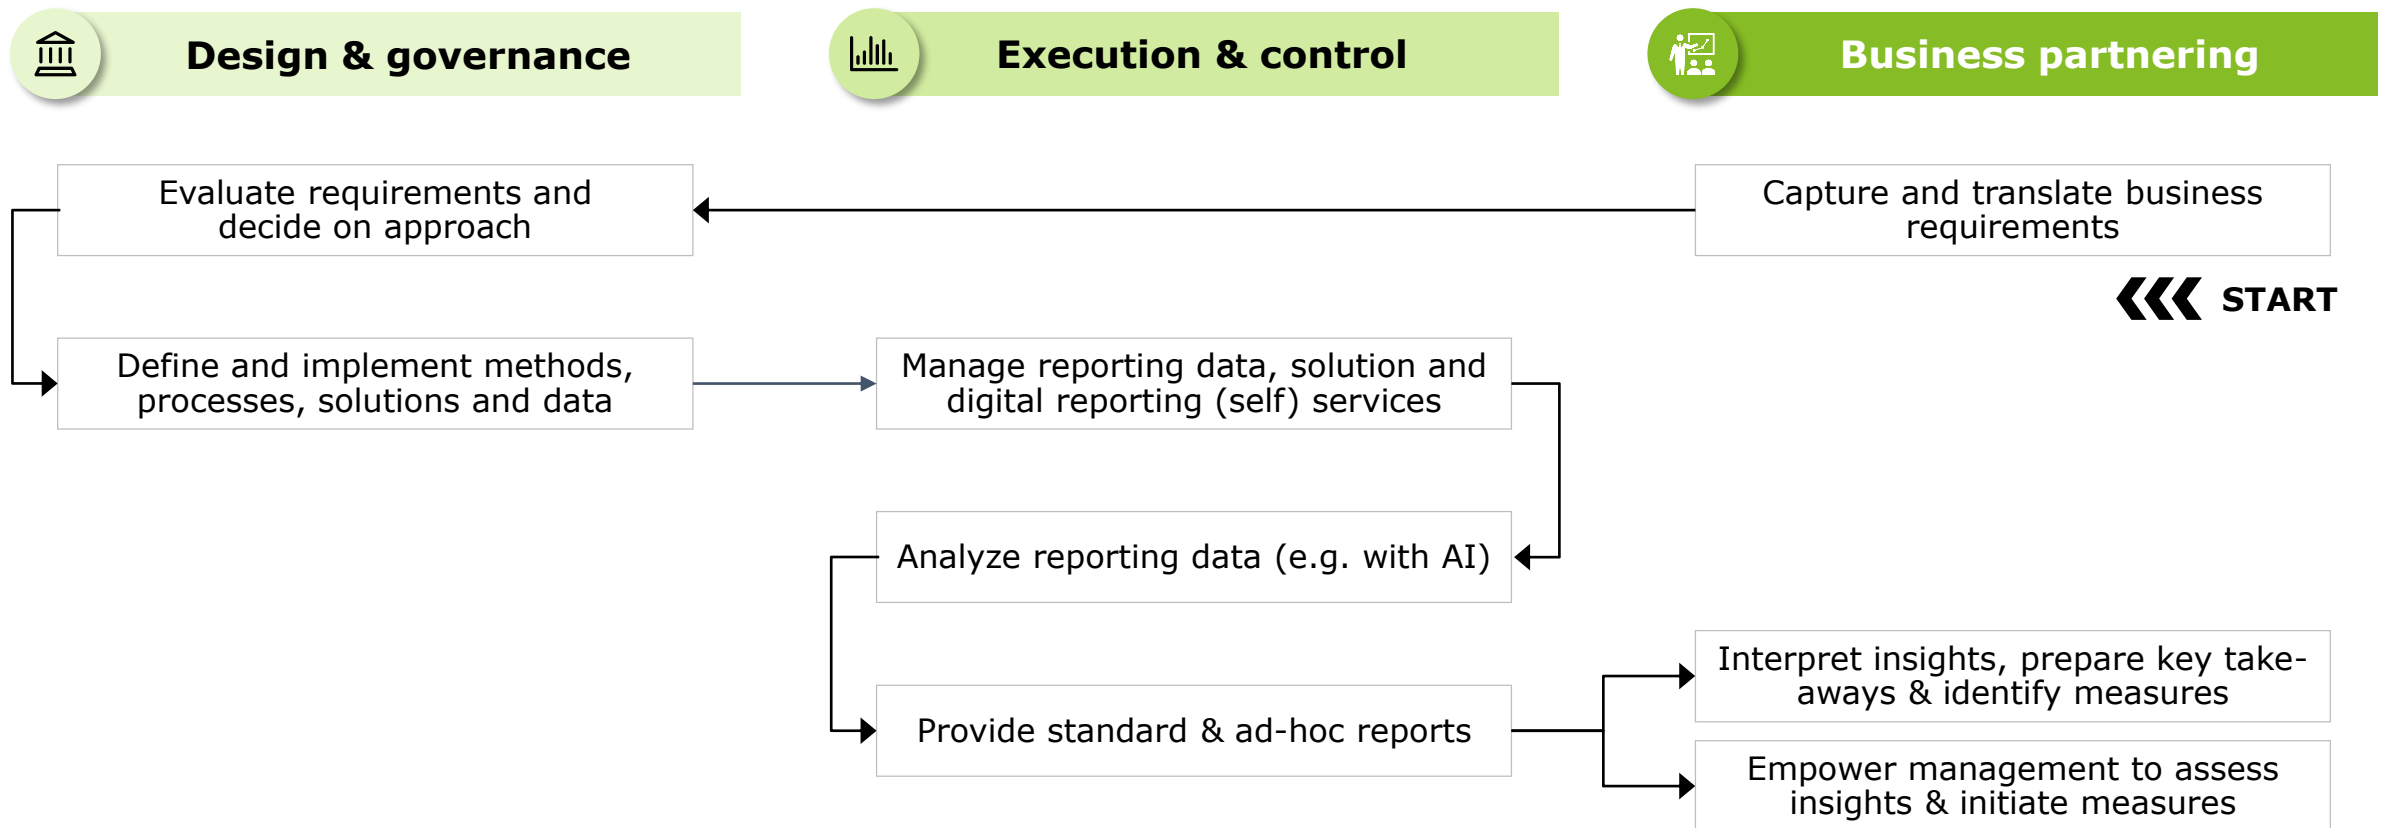 Design & governance
Execution & control
Business partnering
Evaluate requirements and
decide on approach
Capture and translate business
requirements
START
Define and implement methods,
processes, solutions and data
Manage reporting data, solution and
digital reporting (self) services
Analyze reporting data (e.g. with AI)
Provide standard & ad-hoc reports
Interpret insights, prepare key take-
aways & identify measures
Empower management to assess
insights & initiate measures